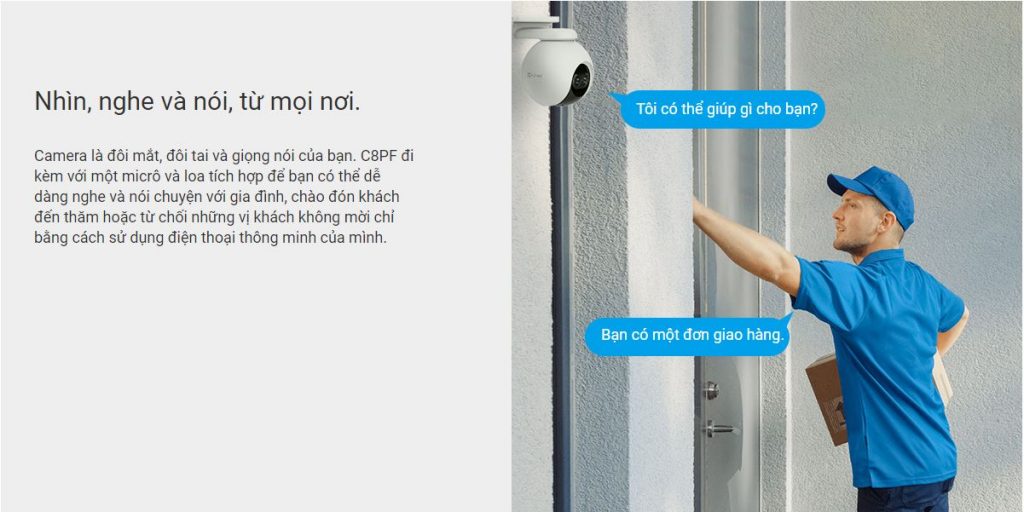 Nhìn, nghe và nói, từ mọi nơi.
Camera là đôi mắt, đôi tai và giọng nói của bạn. C8PF đi
kèm với một micrô và loa tích hợp để bạn có thể dễ
dàng nghe và nói chuyện với gia đình, chào đón khách
đến thăm hoặc từ chối những vị khách không mời chỉ
bằng cách sử dụng điện thoại thông minh của mình.
Tôi có thể giúp gì cho bạn?
Bạn có một đơn giao hàng.